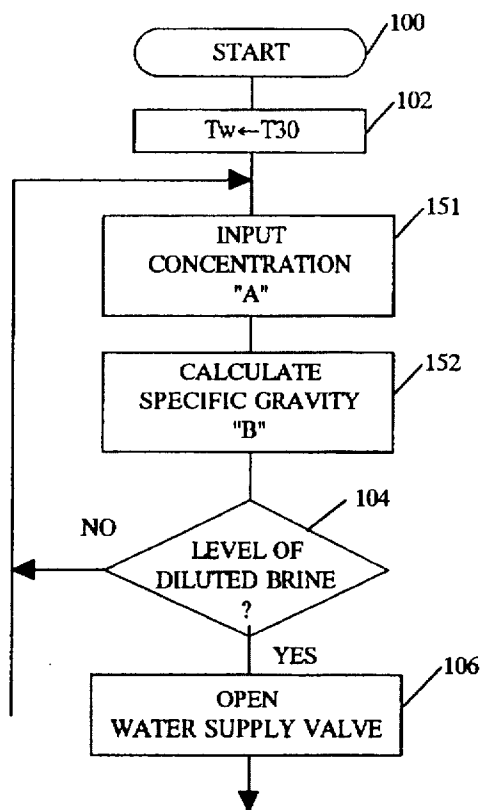 START
100
102
Tw←T30
151
INPUT
CONCENTRATION
"A"
152
CALCULATE
SPECIFIC GRAVITY
"B"
104
NO
LEVEL OF
DILUTED BRINE
?
YES
106
OPEN
WATER SUPPLY VALVE